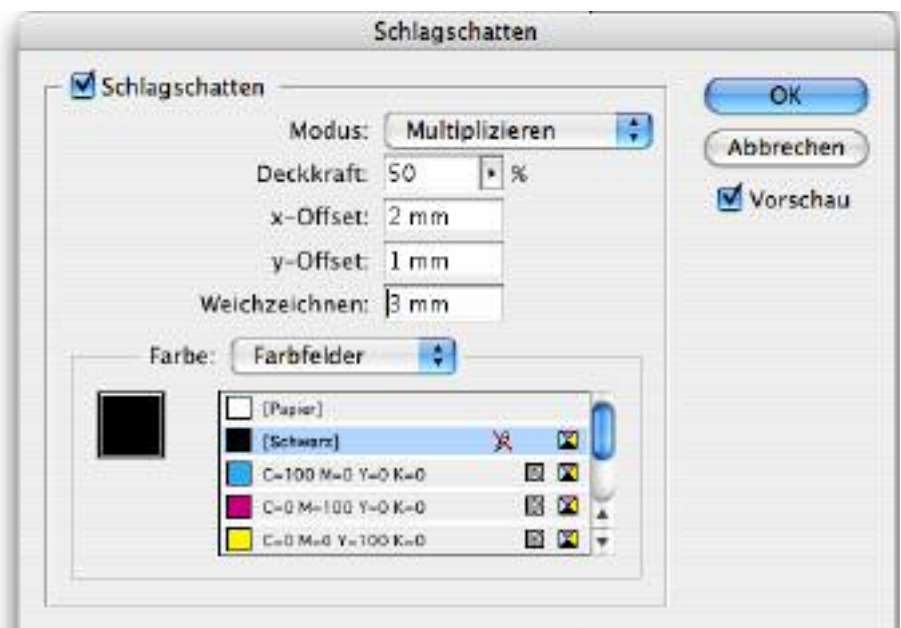 Schlagschatten
Schlagschatten
OK
Modus: Multiplizieren
Abbrechen
Deckkraft: 50 %
Vorschau
x-Offset: 2 mm
y-Offset: 1 mm
Weichzeichnen: 3 mm
Farbe: Farbfelder
[Papier]
[Schwarz]
C=100 M=0 Y=0 K=0
C=0 M=100 Y=0 K=0
C=0 M=0 Y=100 K=0